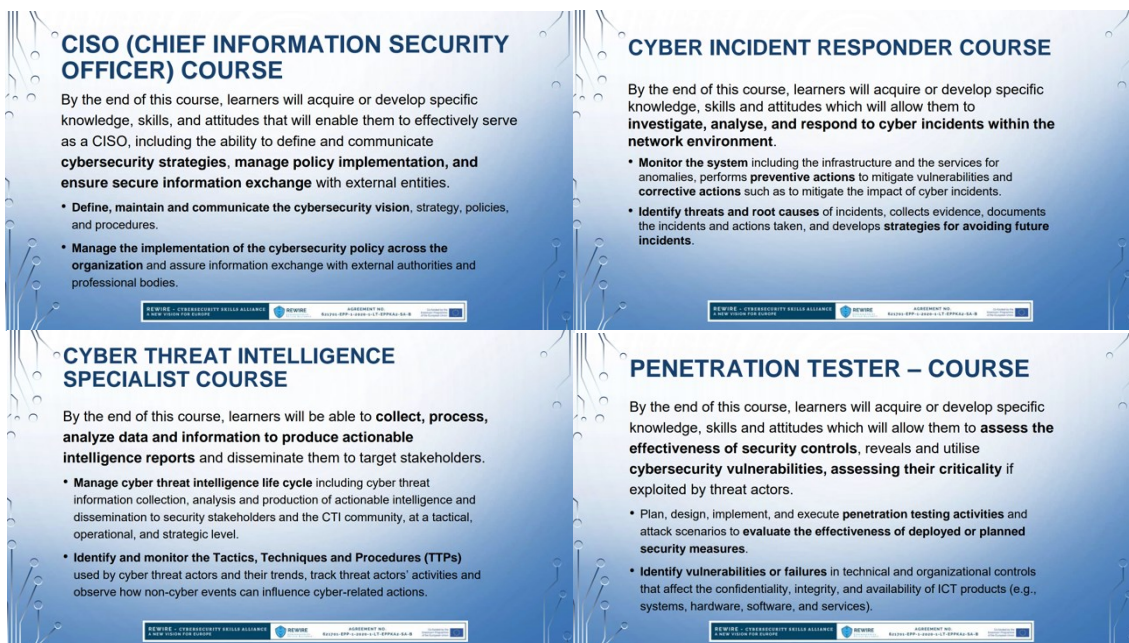 CISO (CHIEF INFORMATION SECURITY
OFFICER) COURSE
By the end of this course, learners will acquire or develop specific
knowledge, skills, and attitudes that will enable them to effectively serve
as a CISO, including the ability to define and communicate
cybersecurity strategies, manage policy implementation, and
ensure secure information exchange with external entities.
• Define, maintain and communicate the cybersecurity vision, strategy, policies,
and procedures.
• Manage the implementation of the cybersecurity policy across the
organization and assure information exchange with external authorities and
professional bodies.
REWIRE – CYBERSECURITY SKILLS ALLIANCE
A NEW VISION FOR EUROPE
REWIRE
AGREEMENT NO.
CYBER INCIDENT RESPONDER COURSE
By the end of this course, learners will acquire or develop specific
knowledge, skills and attitudes which will allow them to
investigate, analyse, and respond to cyber incidents within the
network environment.
• Monitor the system including the infrastructure and the services for
anomalies, performs preventive actions to mitigate vulnerabilities and
corrective actions such as to mitigate the impact of cyber incidents.
• Identify threats and root causes of incidents, collects evidence, documents
the incidents and actions taken, and develops strategies for avoiding future
incidents.
REWIRE – CYBERSECURITY SKILLS ALLIANCE
A NEW VISION FOR EUROPE
REWIRE
AGREEMENT NO.
CYBER THREAT INTELLIGENCE
SPECIALIST COURSE
By the end of this course, learners will be able to collect, process,
analyze data and information to produce actionable
intelligence reports and disseminate them to target stakeholders.
• Manage cyber threat intelligence life cycle including cyber threat
information collection, analysis and production of actionable intelligence and
dissemination to security stakeholders and the CTI community, at a tactical,
operational, and strategic level.
• Identify and monitor the Tactics, Techniques and Procedures (TTPs)
used by cyber threat actors and their trends, track threat actors' activities and
observe how non-cyber events can influence cyber-related actions.
REWIRE – CYBERSECURITY SKILLS ALLIANCE
A NEW VISION FOR EUROPE
REWIRE
AGREEMENT NO.
PENETRATION TESTER – COURSE
By the end of this course, learners will acquire or develop specific
knowledge, skills and attitudes which will allow them to assess the
effectiveness of security controls, reveals and utilise
cybersecurity vulnerabilities, assessing their criticality if
exploited by threat actors.
• Plan, design, implement, and execute penetration testing activities and
attack scenarios to evaluate the effectiveness of deployed or planned
security measures.
• Identify vulnerabilities or failures in technical and organizational controls
that affect the confidentiality, integrity, and availability of ICT products (e.g.,
systems, hardware, software, and services).
REWIRE – CYBERSECURITY SKILLS ALLIANCE
A NEW VISION FOR EUROPE
REWIRE
AGREEMENT NO.